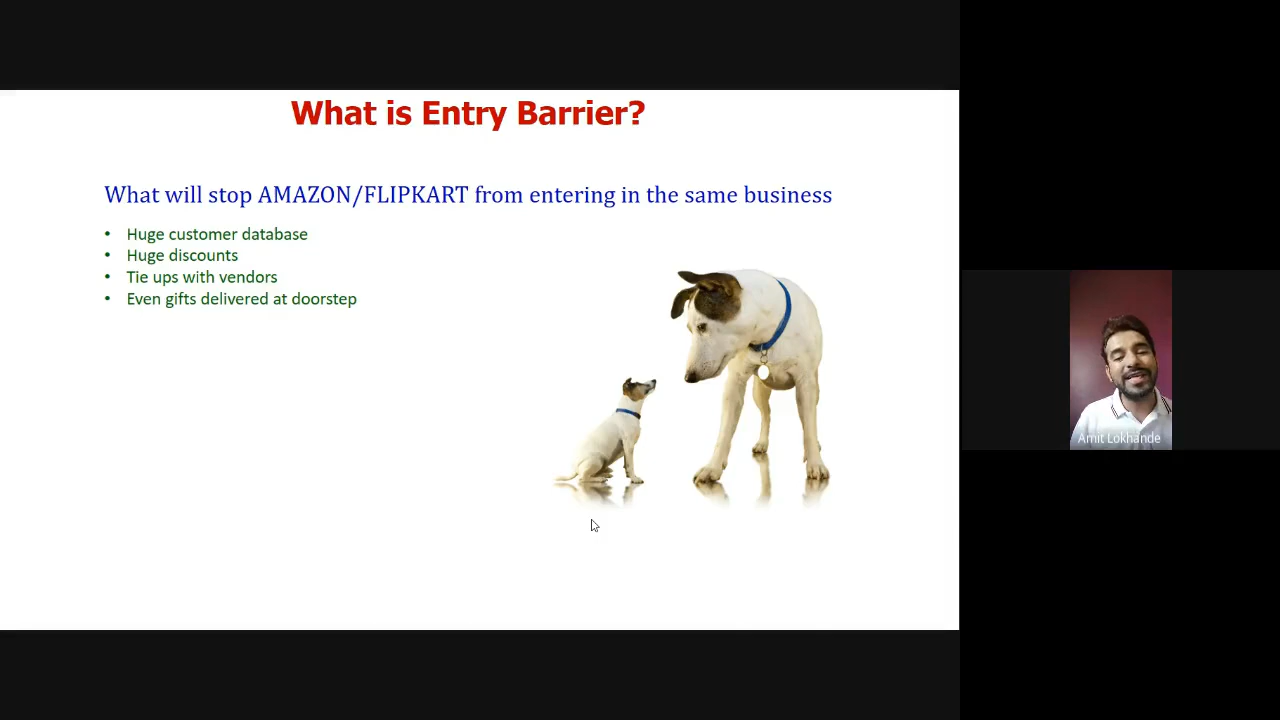 What is Entry Barrier?
What will stop AMAZON/FLIPKART from entering in the same business
• Huge customer database
• Huge discounts
• Tie ups with vendors
• Even gifts delivered at doorstep
Amit Lokhande